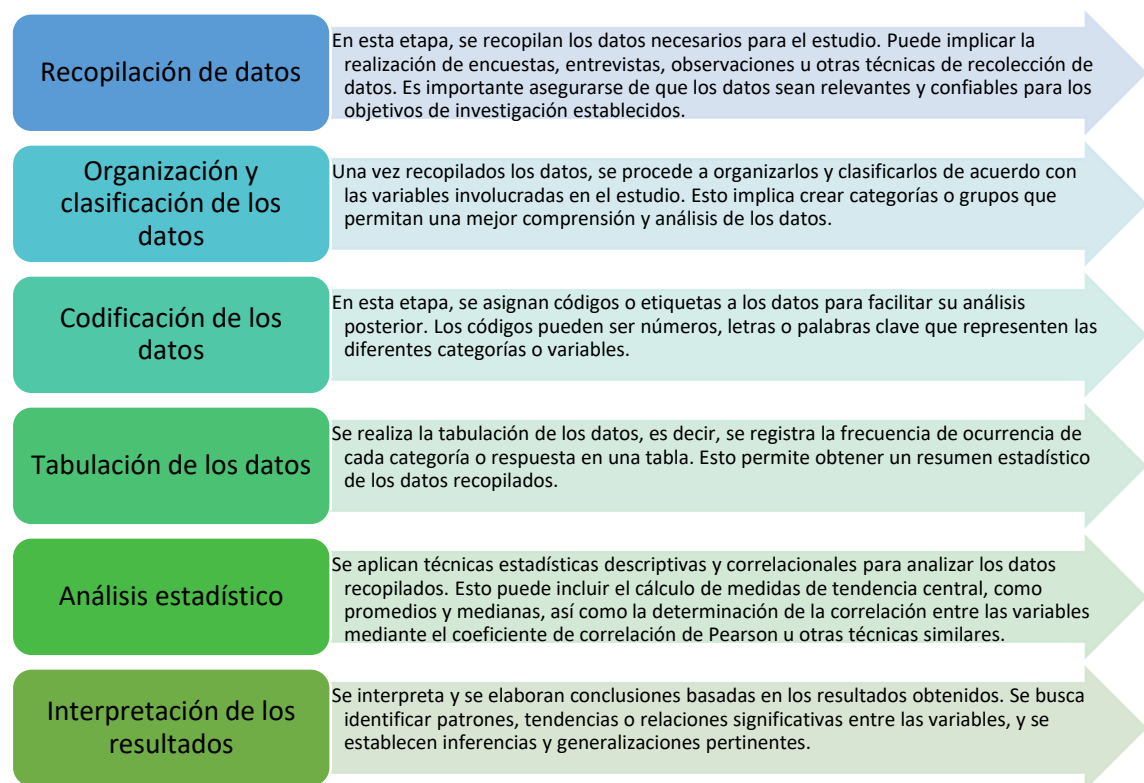 Recopilación de datos
En esta etapa, se recopilan los datos necesarios para el estudio. Puede implicar la
realización de encuestas, entrevistas, observaciones u otras técnicas de recolección de
datos. Es importante asegurarse de que los datos sean relevantes y confiables para los
objetivos de investigación establecidos.
Organización y
clasificación de los
datos
Una vez recopilados los datos, se procede a organizarlos y clasificarlos de acuerdo con
las variables involucradas en el estudio. Esto implica crear categorías o grupos que
permitan una mejor comprensión y análisis de los datos.
Codificación de los
datos
En esta etapa, se asignan códigos o etiquetas a los datos para facilitar su análisis
posterior. Los códigos pueden ser números, letras o palabras clave que representen las
diferentes categorías o variables.
Tabulación de los datos
Se realiza la tabulación de los datos, es decir, se registra la frecuencia de ocurrencia de
cada categoría o respuesta en una tabla. Esto permite obtener un resumen estadístico
de los datos recopilados.
Análisis estadístico
Se aplican técnicas estadísticas descriptivas y correlacionales para analizar los datos
recopilados. Esto puede incluir el cálculo de medidas de tendencia central, como
promedios y medianas, así como la determinación de la correlación entre las variables
mediante el coeficiente de correlación de Pearson u otras técnicas similares.
Interpretación de los
resultados
Se interpreta y se elaboran conclusiones basadas en los resultados obtenidos. Se busca
identificar patrones, tendencias o relaciones significativas entre las variables, y se
establecen inferencias y generalizaciones pertinentes.